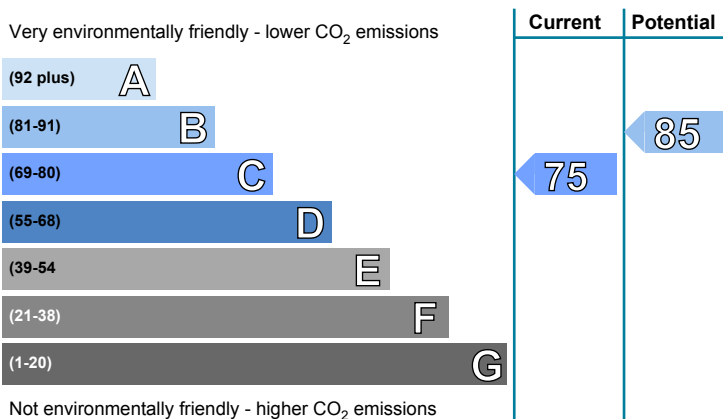 Current Potential
Very environmentally friendly - lower CO2 emissions
(92 plus) A
(81-91) B 85
(69-80) C 75
(55-68) D
(39-54 E
(21-38) F
(1-20) G
Not environmentally friendly - higher CO2 emissions